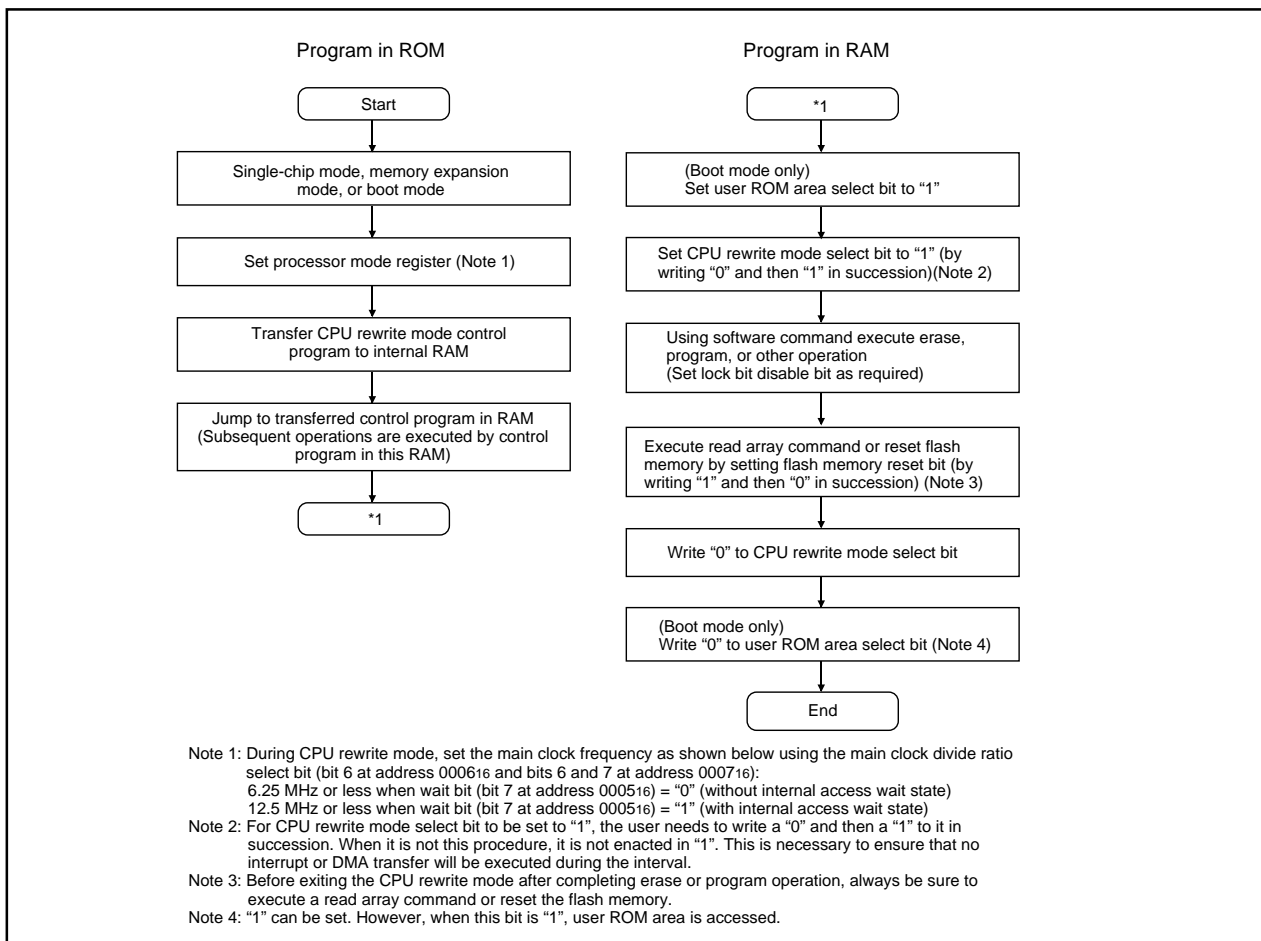 Program in ROM
Start
Single-chip mode, memory expansion
mode, or boot mode
Set processor mode register (Note 1)
Transfer CPU rewrite mode control
program to internal RAM
Jump to transferred control program in RAM
(Subsequent operations are executed by control
program in this RAM)
*1
Program in RAM
*1
(Boot mode only)
Set user ROM area select bit to “1”
Set CPU rewrite mode select bit to “1” (by
writing “0” and then “1” in succession)(Note 2)
Using software command execute erase,
program, or other operation
(Set lock bit disable bit as required)
Execute read array command or reset flash
memory by setting flash memory reset bit (by
writing “1” and then “0” in succession) (Note 3)
Write “0” to CPU rewrite mode select bit
(Boot mode only)
Write “0” to user ROM area select bit (Note 4)
End
Note 1: During CPU rewrite mode, set the main clock frequency as shown below using the main clock divide ratio
select bit (bit 6 at address 000616 and bits 6 and 7 at address 000716):
6.25 MHz or less when wait bit (bit 7 at address 000516) = “0” (without internal access wait state)
12.5 MHz or less when wait bit (bit 7 at address 000516) = “1” (with internal access wait state)
Note 2: For CPU rewrite mode select bit to be set to “1”, the user needs to write a “0” and then a “1” to it in
succession. When it is not this procedure, it is not enacted in “1”. This is necessary to ensure that no
interrupt or DMA transfer will be executed during the interval.
Note 3: Before exiting the CPU rewrite mode after completing erase or program operation, always be sure to
execute a read array command or reset the flash memory.
Note 4: “1” can be set. However, when this bit is “1”, user ROM area is accessed.